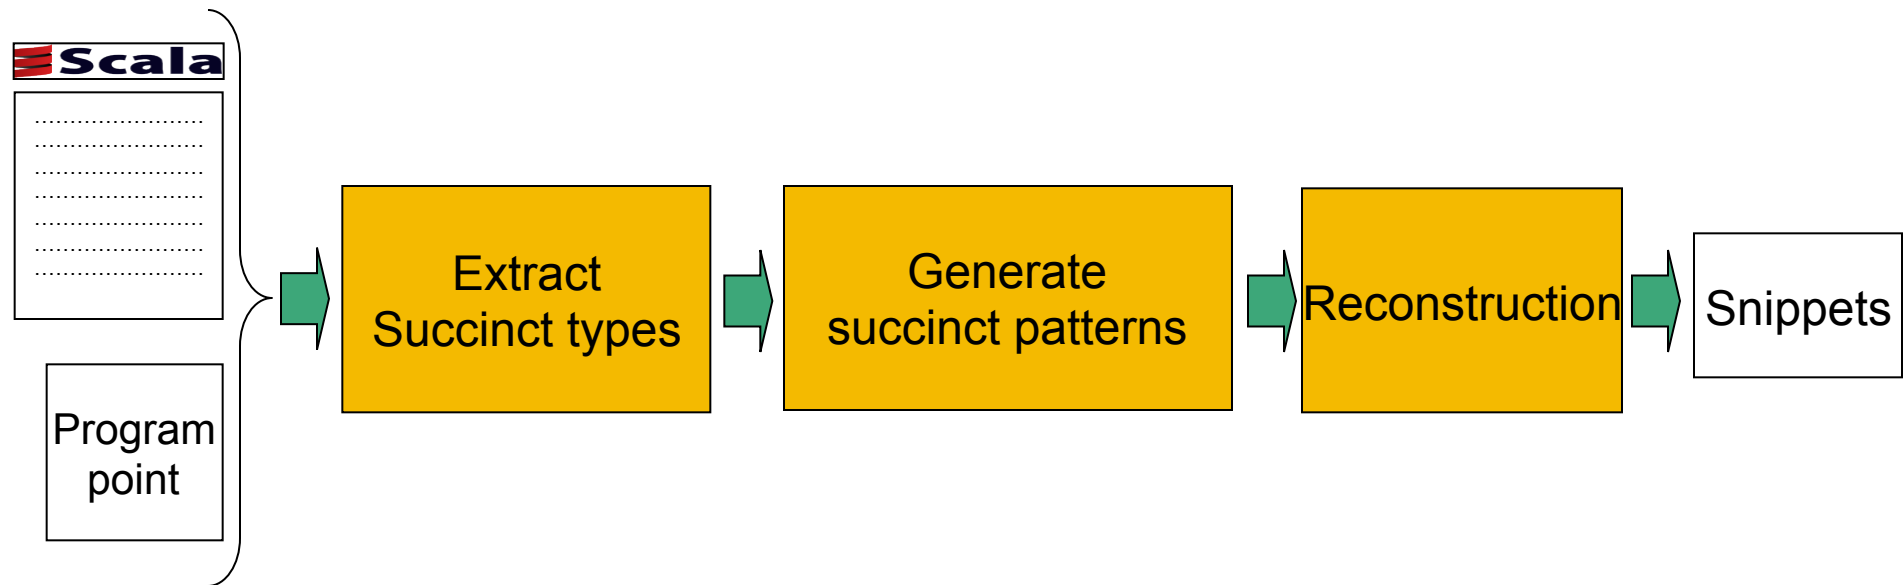 Scala
Program
point
Extract
Succinct types
Generate
succinct patterns
Reconstruction
Snippets